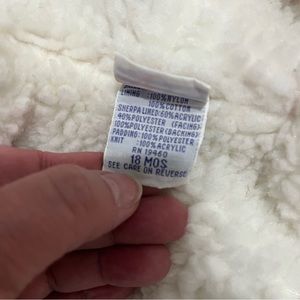 LINING :100%NYLON
100%COTTON
SHERPA LINED:60%ACRYLIC
40%POLYESTER (FACING)
100%POLYESTER(BACKING)
PADDING:100%POLYESTER
KNIT :100%ACRYLIC
RN 19460
18 MOS
SEE CARE ON REVERSE